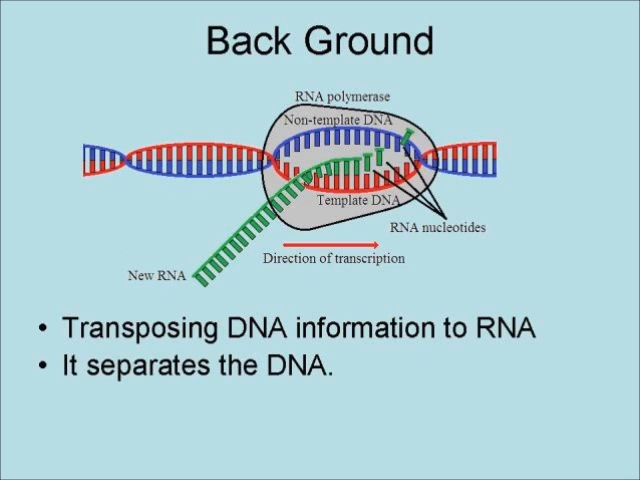 Back Ground
RNA polymerase
Non-template DNA
Template DNA
RNA nucleotides
Direction of transcription
New RNA
• Transposing DNA information to RNA
• It separates the DNA.